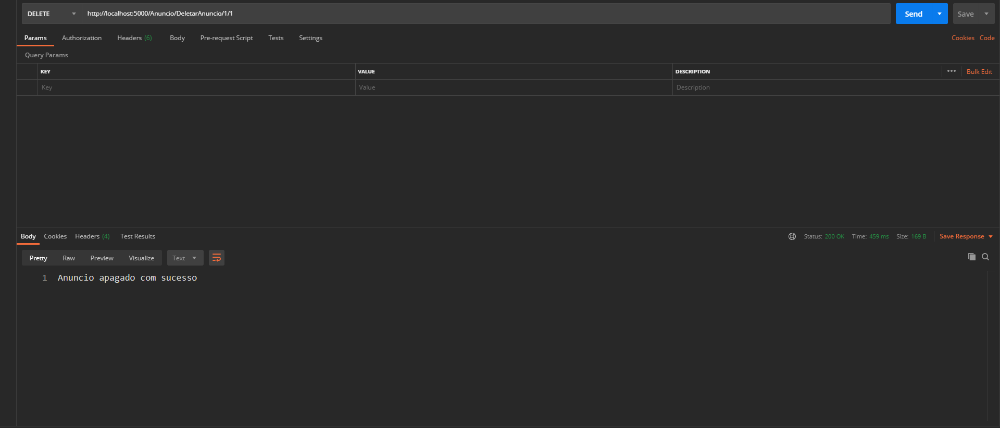 DELETE http://localhost:5000/Anuncio/DeletarAnuncio/1/1 Send Save
Params Authorization Headers (6) Body Pre-request Script Tests Settings Cookies Code
Query Params
KEY VALUE DESCRIPTION ••• Bulk Edit
Key Value Description
Body Cookies Headers (4) Test Results Status: 200 OK Time: 459 ms Size: 169 B Save Response
Pretty Raw Preview Visualize Text
1 Anuncio apagado com sucesso